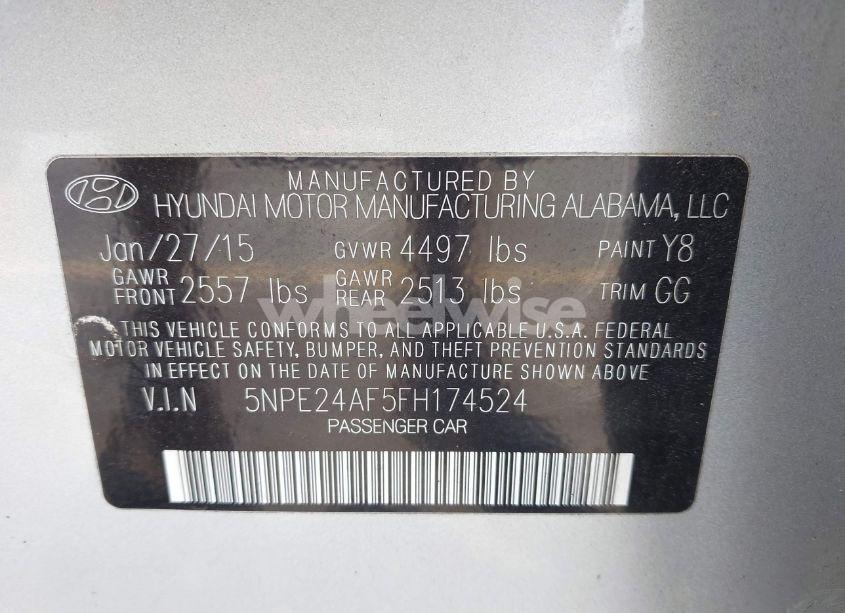 MANUFACTURED BY
HYUNDAI MOTOR MANUFACTURING ALABAMA, LLC
Jan/27/15 GVWR 4497 lbs PAINT Y8
GAWR FRONT 2557 lbs GAWR REAR 2513 lbs TRIM GG
wheelwise
THIS VEHICLE CONFORMS TO ALL APPLICABLE U.S.A. FEDERAL
MOTOR VEHICLE SAFETY, BUMPER, AND THEFT PREVENTION STANDARDS
IN EFFECT ON THE DATE OF MANUFACTURE SHOWN ABOVE
V.I.N 5NPE24AF5FH174524
PASSENGER CAR